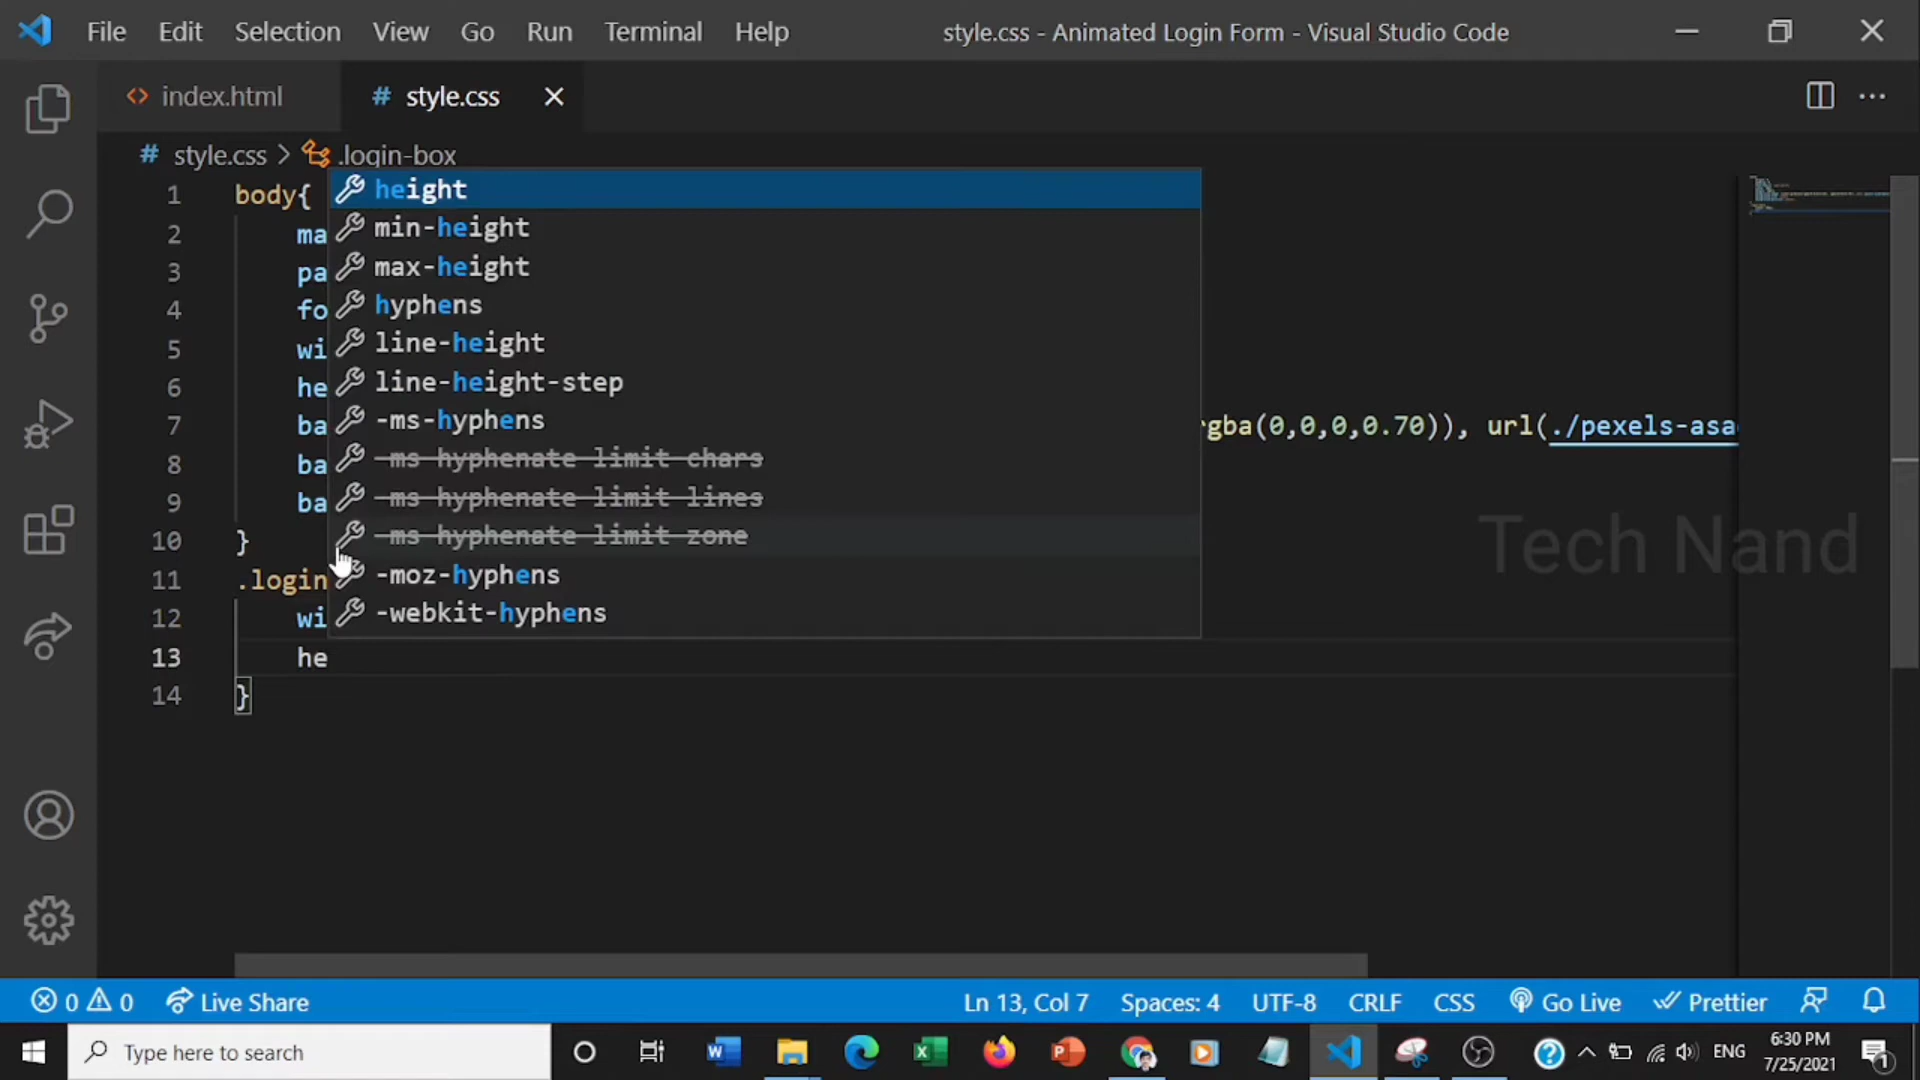 File Edit Selection View Go Run Terminal Help style.css - Animated Login Form - Visual Studio Code
<> index.html # style.css
# style.css > .login-box
1 body{
2 ma
3 pa
4 fo
5 wi
6 he
7 ba rgba(0,0,0,0.70)), url(./pexels-asa
8 ba
9 ba
10 }
11 .login
12 wi
13 he
14 }
height
min-height
max-height
hyphens
line-height
line-height-step
-ms-hyphens
-ms-hyphenate-limit-chars
-ms-hyphenate-limit-lines
-ms-hyphenate-limit-zone
-moz-hyphens
-webkit-hyphens
Tech Nand
0 0 Live Share Ln 13, Col 7 Spaces: 4 UTF-8 CRLF CSS Go Live Prettier
Type here to search ENG 6:30 PM
7/25/2021 1